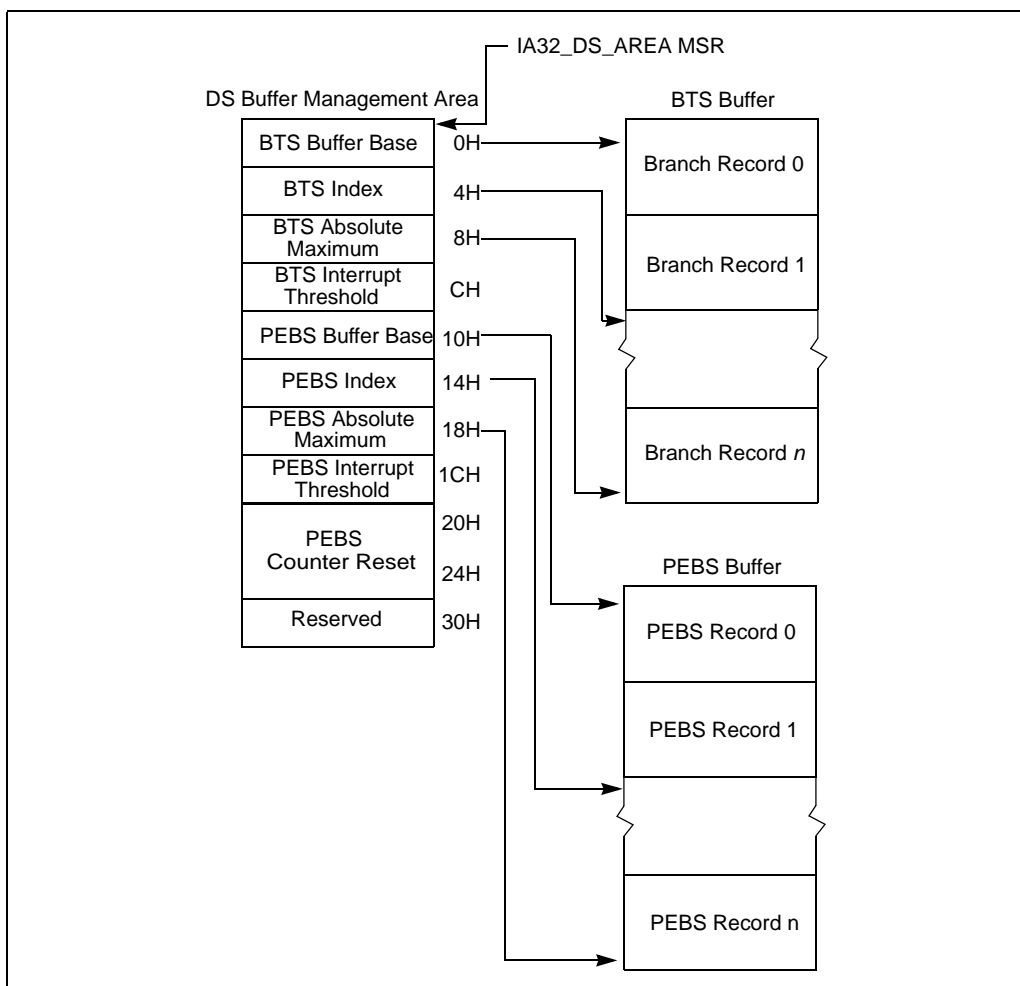 IA32_DS_AREA MSR
DS Buffer Management Area
BTS Buffer Base 0H
BTS Index 4H
BTS Absolute
Maximum 8H
BTS Interrupt
Threshold CH
PEBS Buffer Base 10H
PEBS Index 14H
PEBS Absolute
Maximum 18H
PEBS Interrupt
Threshold 1CH
20H
PEBS
Counter Reset
24H
Reserved 30H
BTS Buffer
Branch Record 0
Branch Record 1
Branch Record n
PEBS Buffer
PEBS Record 0
PEBS Record 1
PEBS Record n